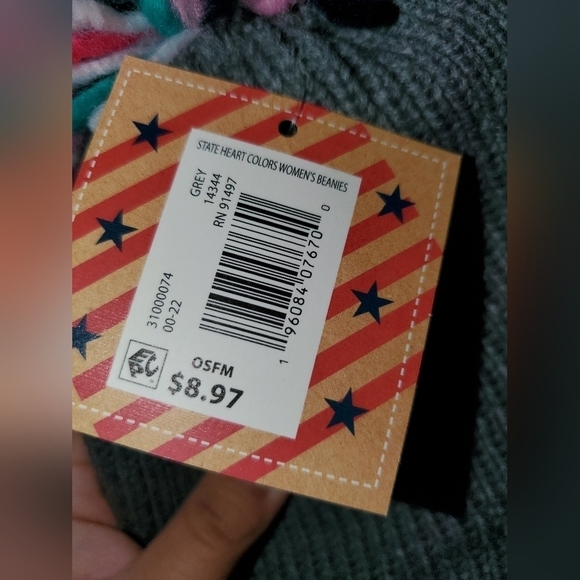 STATE HEART COLORS WOMEN'S BEANIES
GREY
14344
RN 91497
1 96084 07670 0
31000074
00-22
EPC
OSFM
$8.97